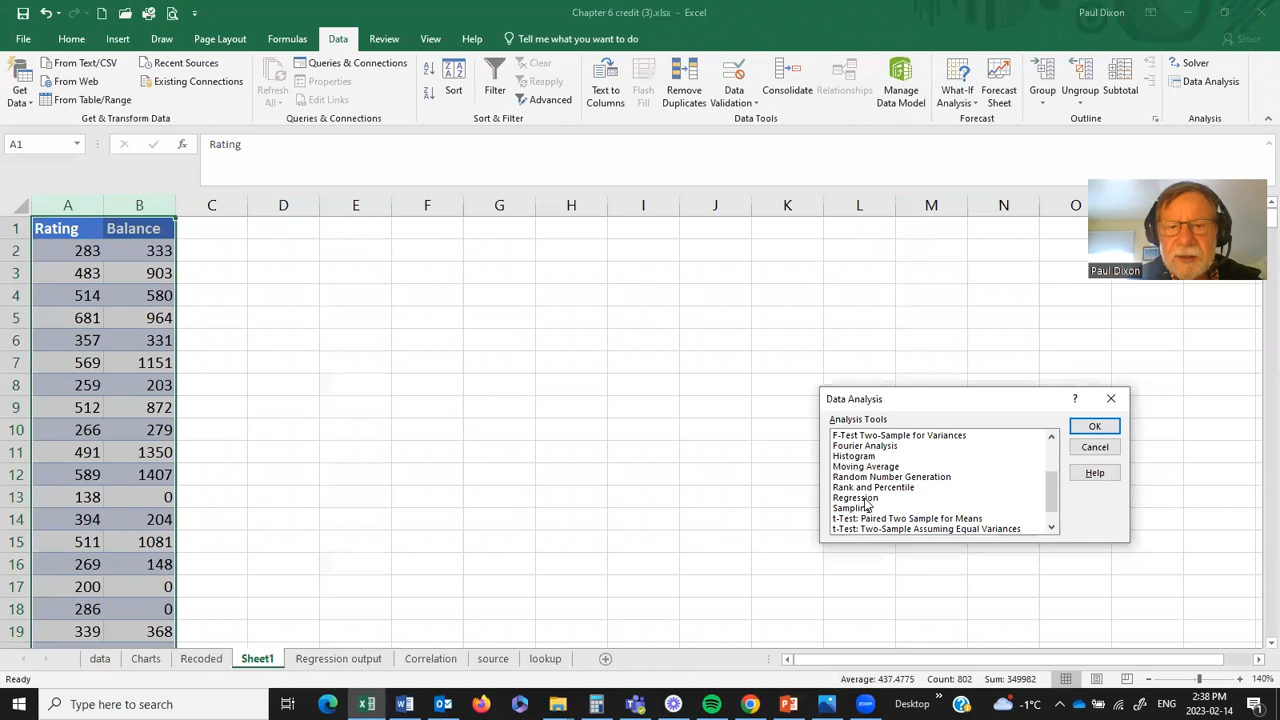 Chapter 6 credit (3).xlsx - Excel
Paul Dixon
File Home Insert Draw Page Layout Formulas Data Review View Help Tell me what you want to do Share
Get Data
From Text/CSV
From Web
From Table/Range
Recent Sources
Existing Connections
Get & Transform Data
Refresh All
Queries & Connections
Properties
Edit Links
Queries & Connections
Sort
Filter
Clear
Reapply
Advanced
Sort & Filter
Text to Columns
Flash Fill
Remove Duplicates
Data Validation
Consolidate
Relationships
Manage Data Model
Data Tools
What-If Analysis
Forecast Sheet
Forecast
Group
Ungroup
Subtotal
Outline
Solver
Data Analysis
Analysis
A1
fx
Rating
A B C D E F G H I J K L M N O
1 Rating Balance
2 283 333
3 483 903
4 514 580
5 681 964
6 357 331
7 569 1151
8 259 203
9 512 872
10 266 279
11 491 1350
12 589 1407
13 138 0
14 394 204
15 511 1081
16 269 148
17 200 0
18 286 0
19 339 368
Paul Dixon
Data Analysis
?
Analysis Tools
F-Test Two-Sample for Variances
Fourier Analysis
Histogram
Moving Average
Random Number Generation
Rank and Percentile
Regression
Sampling
t-Test: Paired Two Sample for Means
t-Test: Two-Sample Assuming Equal Variances
OK
Cancel
Help
data Charts Recoded Sheet1 Regression output Correlation source lookup
Ready
Average: 437.4775 Count: 802 Sum: 349982
140%
Type here to search
Desktop
-1°C
ENG
2:38 PM
2023-02-14